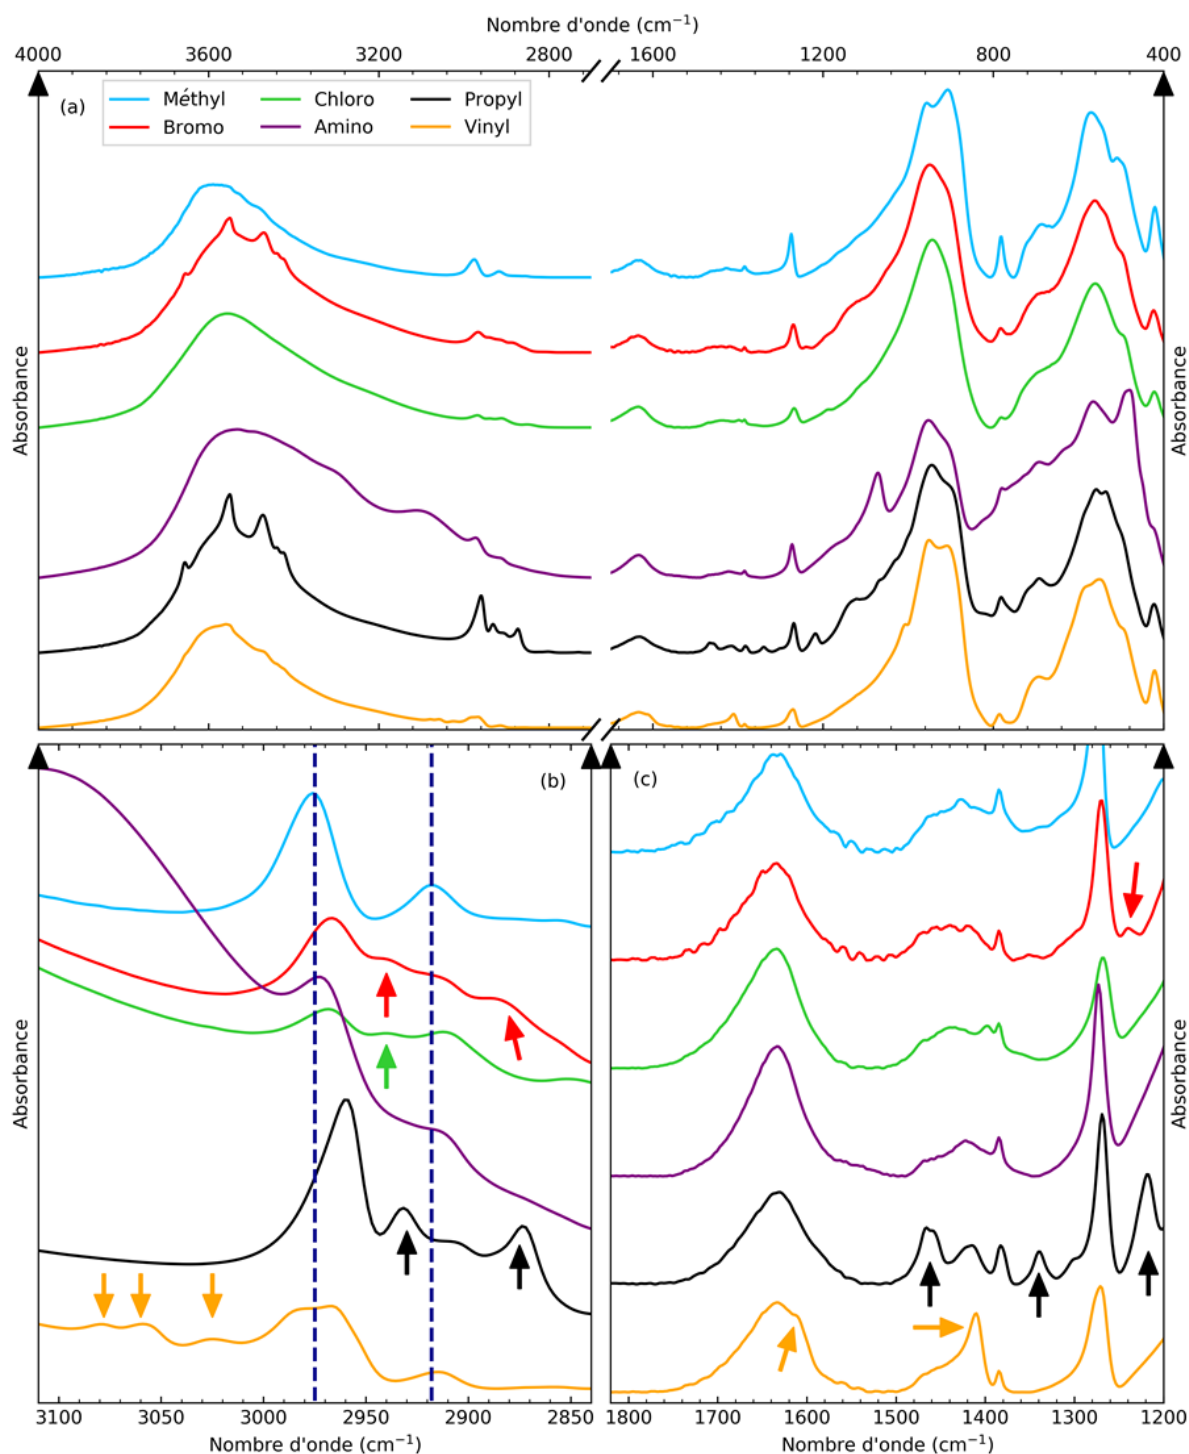 Nombre d'onde (cm⁻¹)
4000 3600 3200 2800 1600 1200 800 400
(a)
Méthyl Chloro Propyl
Bromo Amino Vinyl
Absorbance
Absorbance
(b)
(c)
Absorbance
Absorbance
3100 3050 3000 2950 2900 2850 1800 1700 1600 1500 1400 1300 1200
Nombre d'onde (cm⁻¹) Nombre d'onde (cm⁻¹)